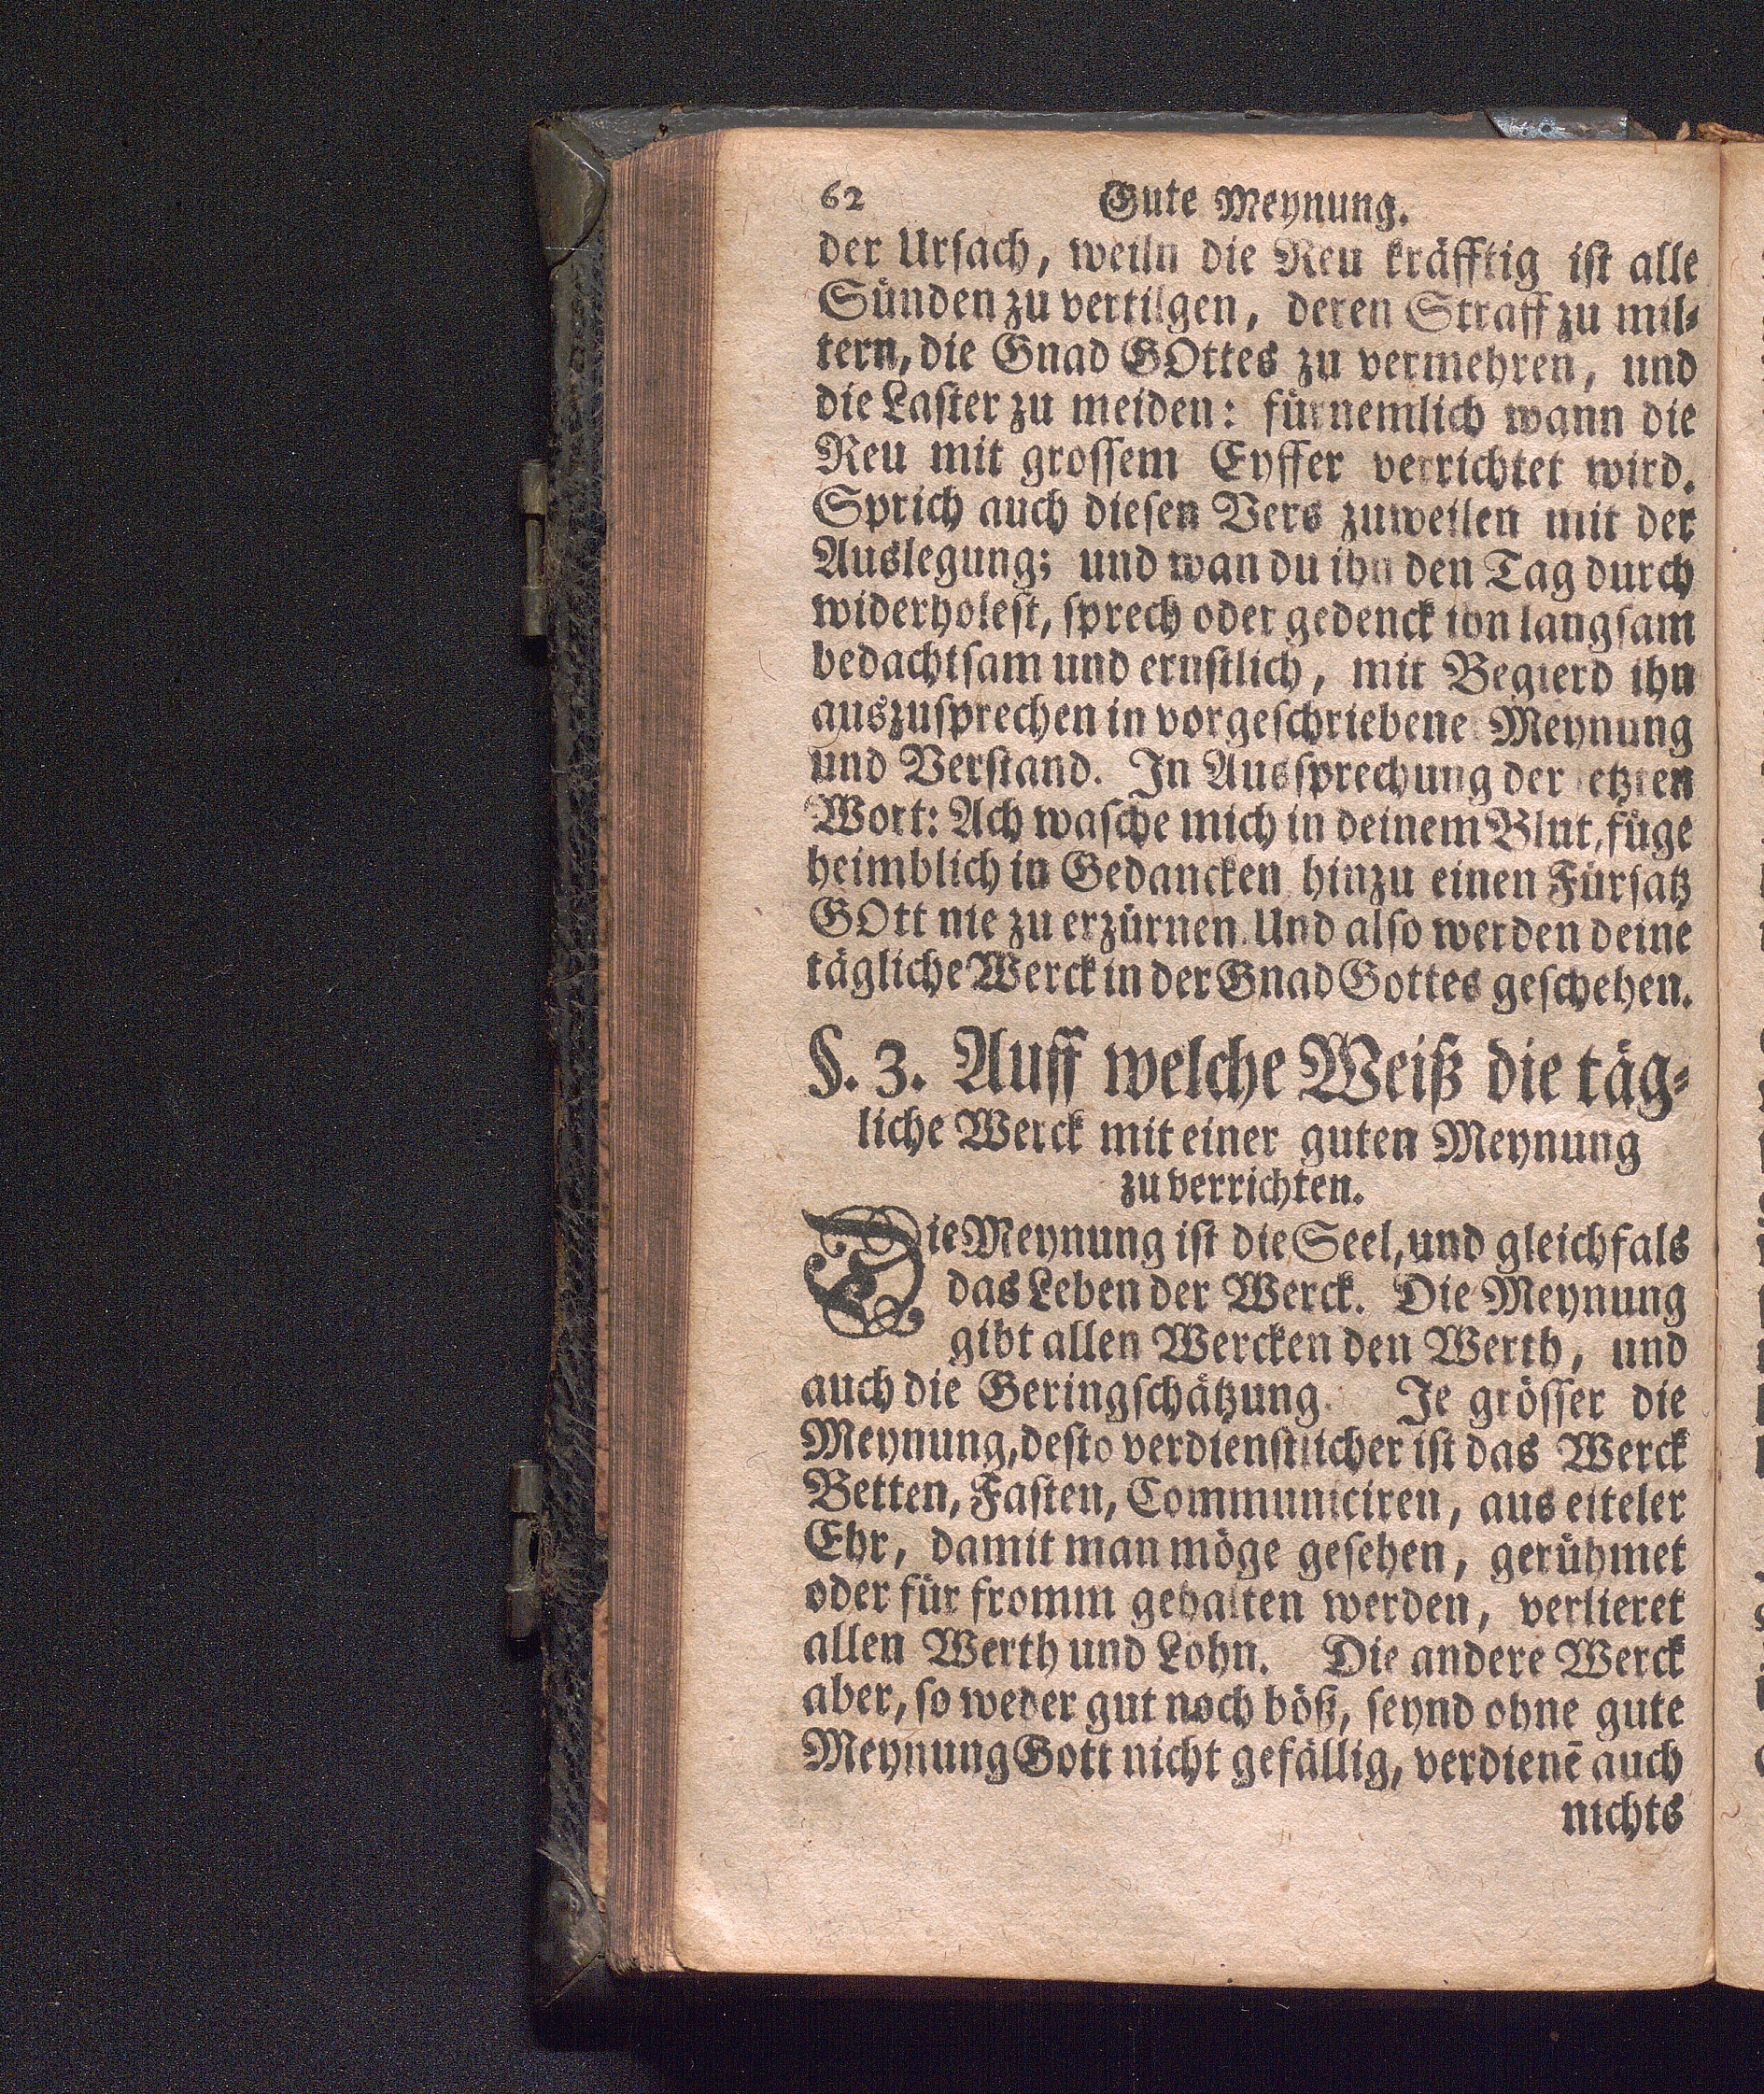 62 Gute Meynung.
der Ursach, weiln die Reu kräfftig ist alle
Sünden zu vertilgen, deren Straff zu mil-
tern, die Gnad GOttes zu vermehren, und
die Laster zu meiden: fürnemlich wann die
Reu mit grossem Eyffer verrichtet wird.
Sprich auch diesen Vers zuweilen mit der
Auslegung; und wan du ihn den Tag durch
widerholest, sprech oder gedenck ihn langsam
bedachtsam und ernstlich, mit Begierd ihn
auszusprechen in vorgeschriebene Meynung
und Verstand. In Aussprechung der letzten
Wort: Ach wasche mich in deinem Blut, füge
heimblich in Gedancken hinzu einen Fürsatz
GOtt nie zu erzürnen. Und also werden deine
tägliche Werck in der Gnad Gottes geschehen.
§. 3. Auff welche Weiß die täg-
liche Werck mit einer guten Meynung
zu verrichten.
Die Meynung ist die Seel, und gleichfals
das Leben der Werck. Die Meynung
gibt allen Wercken den Werth, und
auch die Geringschätzung. Je grösser die
Meynung, desto verdienstlicher ist das Werck
Betten, Fasten, Communiciren, aus eiteler
Ehr, damit man möge gesehen, gerühmet
oder für fromm gehalten werden, verlieret
allen Werth und Lohn. Die andere Werck
aber, so weder gut noch böß, seynd ohne gute
Meynung Gott nicht gefällig, verdienē auch
nichts